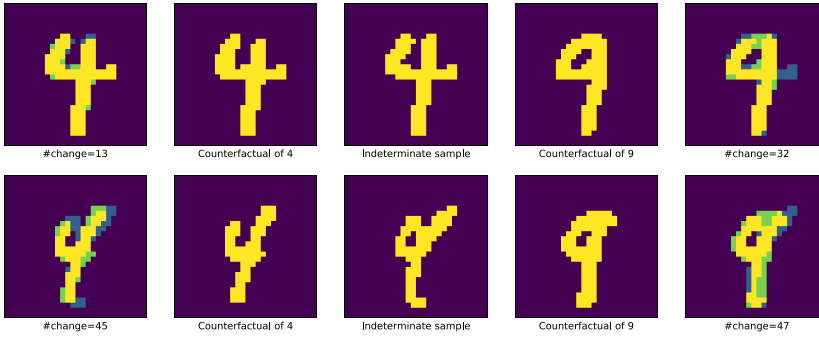 #change=13
Counterfactual of 4
Indeterminate sample
Counterfactual of 9
#change=32
#change=45
Counterfactual of 4
Indeterminate sample
Counterfactual of 9
#change=47